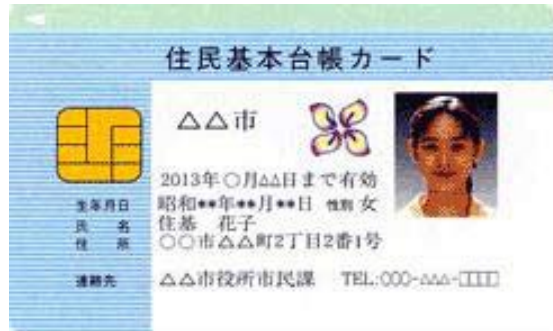 住民基本台帳カード
△△市
2013年○月△△日まで有効
生年月日 昭和**年**月**日 性別 女
氏 名 住基 花子
住 所 ○○市△△町2丁目2番1号
連絡先 △△市役所市民課 TEL:○○○-△△△-□□□□